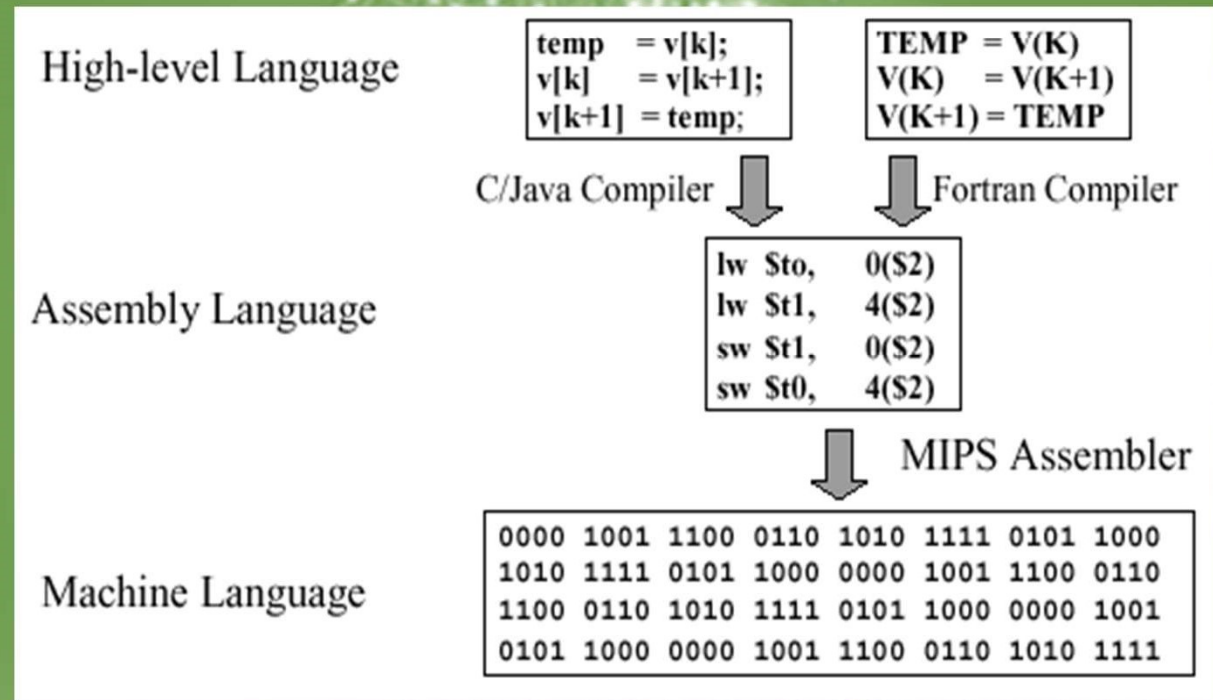 High-level Language
temp = v[k];
v[k] = v[k+1];
v[k+1] = temp;
TEMP = V(K)
V(K) = V(K+1)
V(K+1) = TEMP
C/Java Compiler
Fortran Compiler
Assembly Language
lw $to, 0($2)
lw $t1, 4($2)
sw $t1, 0($2)
sw $t0, 4($2)
MIPS Assembler
Machine Language
0000 1001 1100 0110 1010 1111 0101 1000
1010 1111 0101 1000 0000 1001 1100 0110
1100 0110 1010 1111 0101 1000 0000 1001
0101 1000 0000 1001 1100 0110 1010 1111